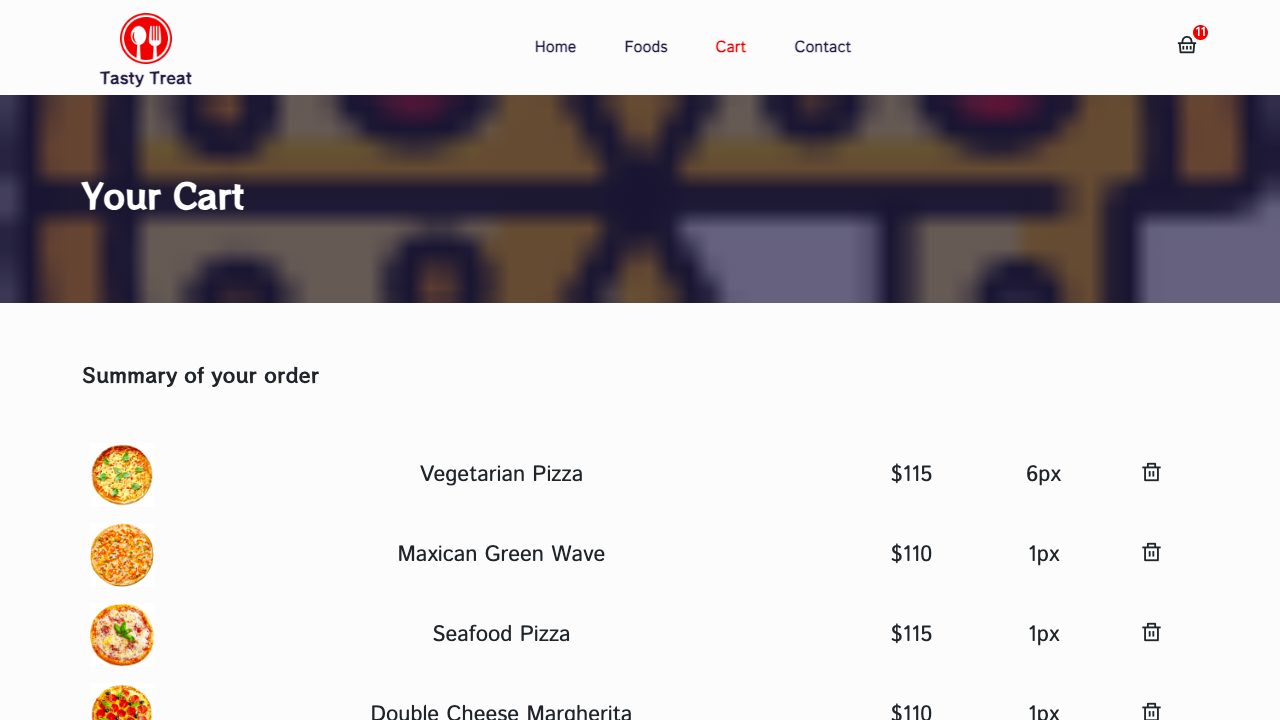 Tasty Treat
Home Foods Cart Contact
11
Your Cart
Summary of your order
Vegetarian Pizza $115 6px
Maxican Green Wave $110 1px
Seafood Pizza $115 1px
Double Cheese Margherita $110 1px